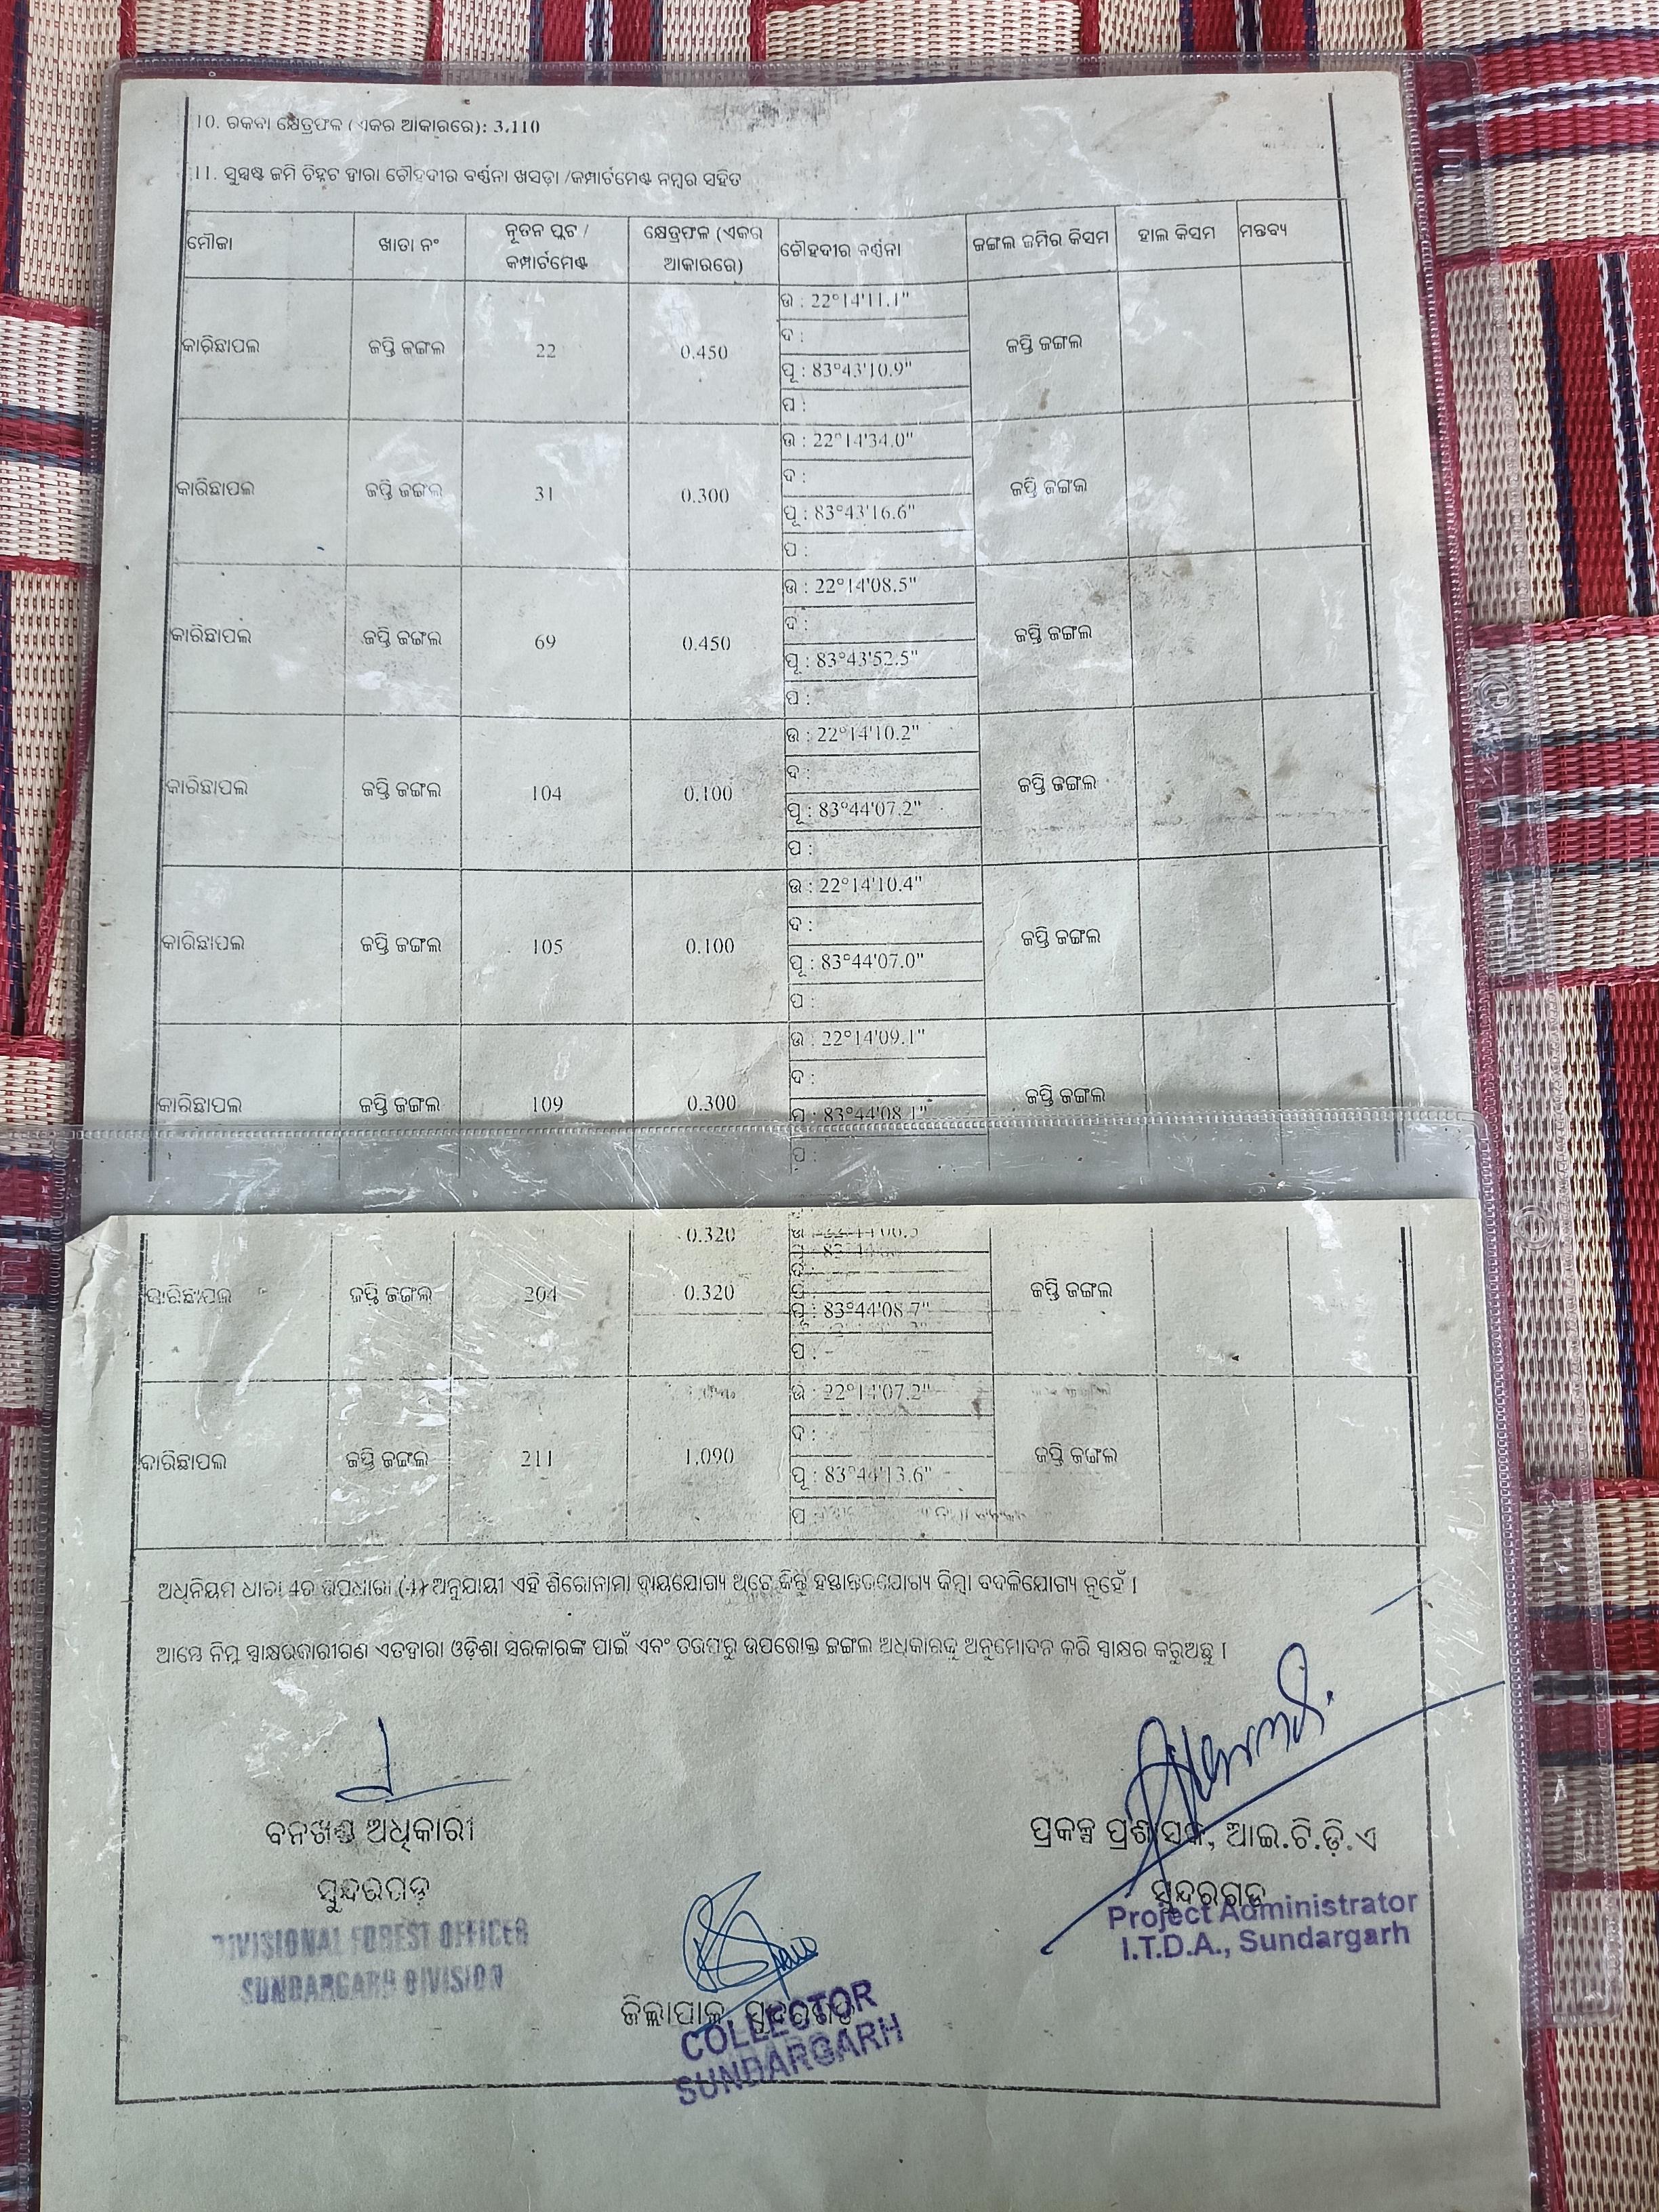 10. ରକବା କ୍ଷେତ୍ରଫଳ (ଏକର ଆକାରରେ): 3.110
11. ସୁସ୍ପଷ୍ଟ ଜମି ଚିହ୍ନଟ ଦ୍ଵାରା ଚୌହଦୀର ବର୍ଣ୍ଣନା ଖସଡ଼ା /କମ୍ପାର୍ଟମେଣ୍ଟ ନମ୍ବର ସହିତ
ମୌଜା ଖାତା ନଂ ନୂତନ ପ୍ଲଟ / କମ୍ପାର୍ଟମେଣ୍ଟ କ୍ଷେତ୍ରଫଳ (ଏକର ଆକାରରେ) ଚୌହଦୀର ବର୍ଣ୍ଣନା ଜଙ୍ଗଲ ଜମିର କିସମ ହାଲ କିସମ ମନ୍ତବ୍ୟ
ଉ : 22°14'11.1"
ଦ :
କାରିଛାପଲ ଜପ୍ତି ଜଙ୍ଗଲ 22 0.450 ଜପ୍ତି ଜଙ୍ଗଲ
ପୂ : 83°43'10.9"
ପ :
ଉ : 22°14'34.0"
ଦ :
କାରିଛାପଲ ଜପ୍ତି ଜଙ୍ଗଲ 31 0.300 ଜପ୍ତି ଜଙ୍ଗଲ
ପୂ : 83°43'16.6"
ପ :
ଉ : 22°14'08.5"
ଦ :
କାରିଛାପଲ ଜପ୍ତି ଜଙ୍ଗଲ 69 0.450 ଜପ୍ତି ଜଙ୍ଗଲ
ପୂ : 83°43'52.5"
ପ :
ଉ : 22°14'10.2"
ଦ :
କାରିଛାପଲ ଜପ୍ତି ଜଙ୍ଗଲ 104 0.100 ଜପ୍ତି ଜଙ୍ଗଲ
ପୂ : 83°44'07.2"
ପ :
ଉ : 22°14'10.4"
ଦ :
କାରିଛାପଲ ଜପ୍ତି ଜଙ୍ଗଲ 105 0.100 ଜପ୍ତି ଜଙ୍ଗଲ
ପୂ : 83°44'07.0"
ପ :
ଉ : 22°14'09.1"
ଦ :
କାରିଛାପଲ ଜପ୍ତି ଜଙ୍ଗଲ 109 0.300 ଜପ୍ତି ଜଙ୍ଗଲ
ପୂ : 83°44'08.1"
ପ :
0.320
ଦ :
କାରିଛାପଲ ଜପ୍ତି ଜଙ୍ଗଲ 204 0.320 ଜପ୍ତି ଜଙ୍ଗଲ
ପୂ : 83°44'08.7"
ପ :
ଉ : 22°14'07.2"
ଦ :
କାରିଛାପଲ ଜପ୍ତି ଜଙ୍ଗଲ 211 1.090 ଜପ୍ତି ଜଙ୍ଗଲ
ପୂ : 83°44'13.6"
ପ :
ଅଧିନିୟମ ଧାରା 4ର ଉପଧାରା (4) ଅନୁଯାୟୀ ଏହି ଶିରୋନାମା ଦାୟଯୋଗ୍ୟ ଅଟେ କିନ୍ତୁ ହସ୍ତାନ୍ତରଯୋଗ୍ୟ କିମ୍ବା ବଦଳିଯୋଗ୍ୟ ନୁହେଁ ।
ଆମ୍ଭେ ନିମ୍ନ ସ୍ୱାକ୍ଷରକାରୀଗଣ ଏତଦ୍ୱାରା ଓଡ଼ିଶା ସରକାରଙ୍କ ପାଇଁ ଏବଂ ତରଫରୁ ଉପରୋକ୍ତ ଜଙ୍ଗଲ ଅଧିକାରକୁ ଅନୁମୋଦନ କରି ସ୍ୱାକ୍ଷର କରୁଅଛୁ ।
ବନଖଣ୍ଡ ଅଧିକାରୀ
ସୁନ୍ଦରଗଡ଼
DIVISIONAL FOREST OFFICER
SUNDARGARH DIVISION
ପ୍ରକଳ୍ପ ପ୍ରଶାସକ, ଆଇ.ଟି.ଡ଼ି.ଏ
ସୁନ୍ଦରଗଡ଼
Project Administrator
I.T.D.A., Sundargarh
ଜିଲ୍ଲାପାଳ, ସୁନ୍ଦରଗଡ଼
COLLECTOR
SUNDARGARH